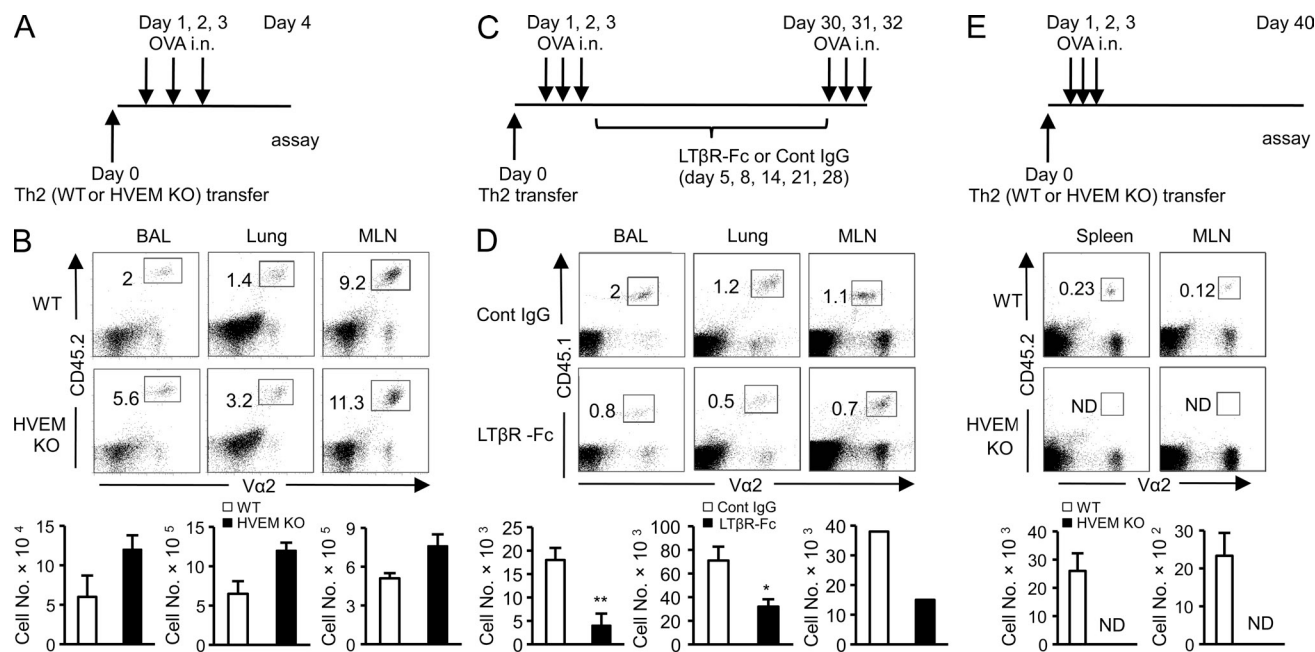 A
Day 1, 2, 3
OVA i.n.
Day 4
assay
Day 0
Th2 (WT or HVEM KO) transfer
C
Day 1, 2, 3
OVA i.n.
Day 30, 31, 32
OVA i.n.
LTβR-Fc or Cont IgG
(day 5, 8, 14, 21, 28)
Day 0
Th2 transfer
E
Day 1, 2, 3
OVA i.n.
Day 40
assay
Day 0
Th2 (WT or HVEM KO) transfer
B
BAL Lung MLN
WT
2 1.4 9.2
CD45.2
HVEM
KO
5.6 3.2 11.3
Vα2
WT
HVEM KO
Cell No. × 10 4
15
10
5
0
Cell No. × 10 5
15
10
5
0
Cell No. × 10 5
9
6
3
0
D
BAL Lung MLN
Cont IgG
2 1.2 1.1
CD45.1
LTβR -Fc
0.8 0.5 0.7
Vα2
Cont IgG
LTβR-Fc
Cell No. × 10 3
20
15
10
5
0
**
Cell No. × 10 3
100
80
60
40
20
0
*
Cell No. × 10 3
40
30
20
10
0
Spleen MLN
WT
0.23 0.12
CD45.2
HVEM
KO
ND ND
Vα2
WT
HVEM KO
Cell No. × 10 3
40
30
20
10
0
ND
Cell No. × 10 2
30
20
10
0
ND